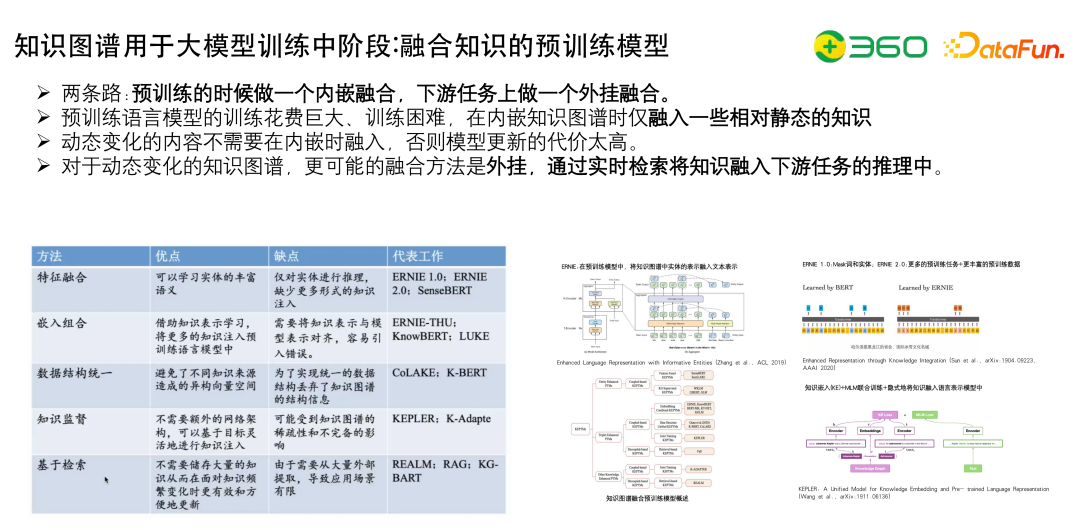 知识图谱用于大模型训练中阶段:融合知识的预训练模型
360
DataFun.
➢ 两条路:预训练的时候做一个内嵌融合，下游任务上做一个外挂融合。
➢ 预训练语言模型的训练花费巨大、训练困难，在内嵌知识图谱时仅融入一些相对静态的知识
➢ 动态变化的内容不需要在内嵌时融入，否则模型更新的代价太高。
➢ 对于动态变化的知识图谱，更可能的融合方法是外挂，通过实时检索将知识融入下游任务的推理中。
方法 优点 缺点 代表工作
特征融合
可以学习实体的丰富
语义
仅对实体进行推理，
缺少更多形式的知识
注入
ERNIE 1.0；ERNIE
2.0；SenseBERT
嵌入组合
借助知识表示学习，
将更多的知识注入预
训练语言模型中
需要将知识表示与模
型表示对齐，容易引
入错误。
ERNIE-THU；
KnowBERT；LUKE
数据结构统一
避免了不同知识来源
造成的异构向量空间
为了实现统一的数据
结构丢弃了知识图谱
的结构信息
CoLAKE；K-BERT
知识监督
不需要额外的网络架
构，可以基于目标灵
活地进行知识注入
可能受到知识图谱的
稀疏性和不完备的影
响
KEPLER；K-Adapte
基于检索
不需要储存大量的知
识从而在面对知识频
繁变化时更有效和方
便地更新
由于需要从大量外部
提取，导致应用场景
有限
REALM；RAG；KG-
BART
ERNIE：在预训练模型中，将知识图谱中实体的表示融入文本表示
Enhanced Language Representation with Informative Entities (Zhang et al., ACL 2019)
知识图谱融合预训练模型概述
ERNIE 1.0:Mask词和实体；ERNIE 2.0:更多的预训练任务+更丰富的预训练数据
Learned by BERT
Learned by ERNIE
Transformer
Transformer
哈尔滨是黑龙江的省会，国际冰雪文化名城
Enhanced Representation through Knowledge Integration (Sun et al., arXiv:1904.09223,
AAAI 2020)
知识嵌入(KE)+MLM联合训练+隐式地将知识融入语言表示模型中
KE Loss
MLM Loss
Encoder
Embeddings
Encoder
Encoder
Knowledge Graph
Text
KEPLER: A Unified Model for Knowledge Embedding and Pre- trained Language Representation
(Wang et al., arXiv:1911.06136)